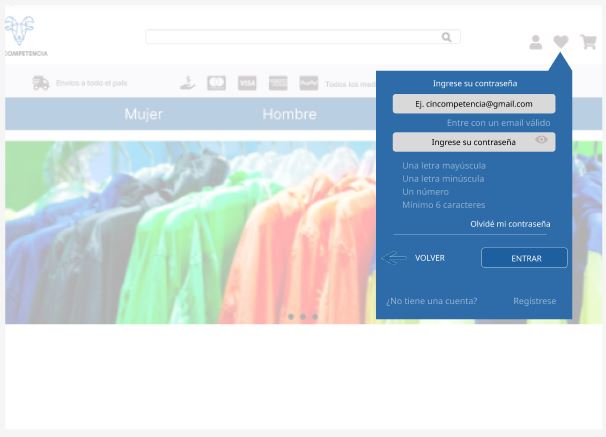 COMPETENCIA
Envios a todo el país
VISA
Todos los med
Mujer
Hombre
Ingrese su contraseña
Ej. cincompetencia@gmail.com
Entre con un email válido
Ingrese su contraseña
Una letra mayúscula
Una letra minúscula
Un número
Mínimo 6 caracteres
Olvidé mi contraseña
VOLVER
ENTRAR
¿No tiene una cuenta?
Regístrese